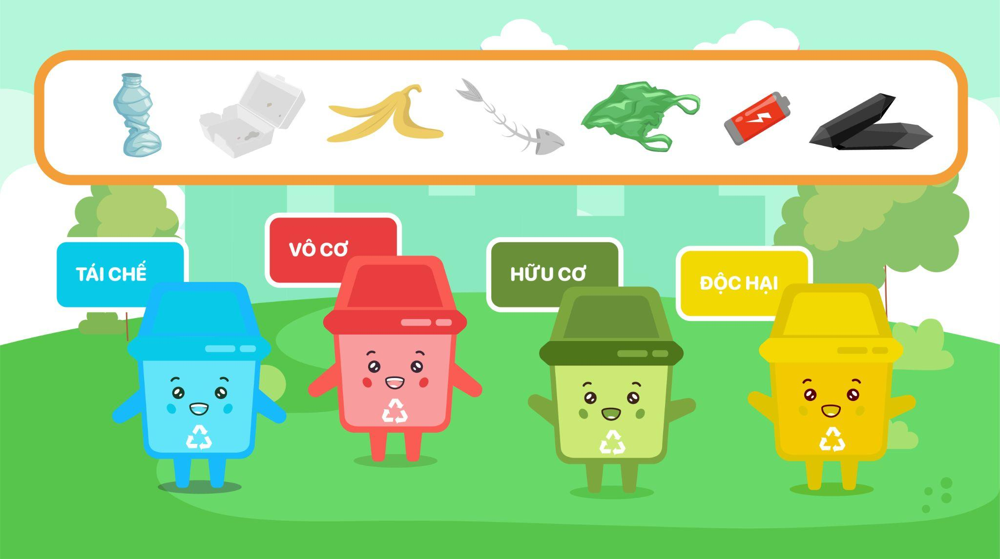 TÁI CHẾ
VÔ CƠ
HỮU CƠ
ĐỘC HẠI